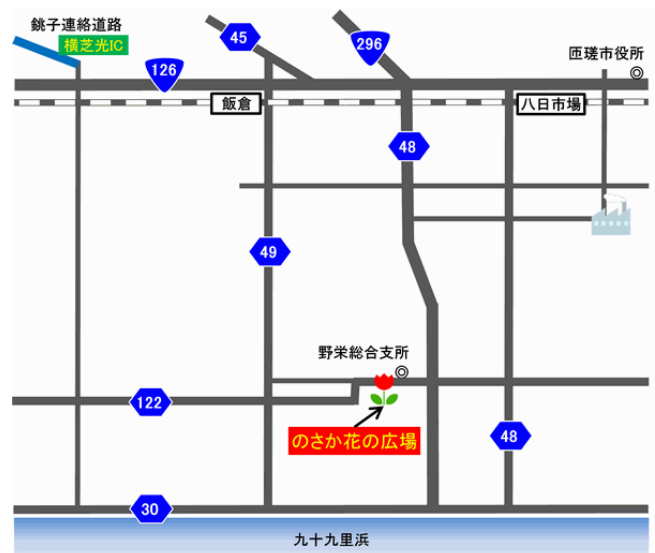 銚子連絡道路
横芝光IC
45
296
126
匝瑳市役所
飯倉
八日市場
48
49
野栄総合支所
122
のさか花の広場
48
30
九十九里浜